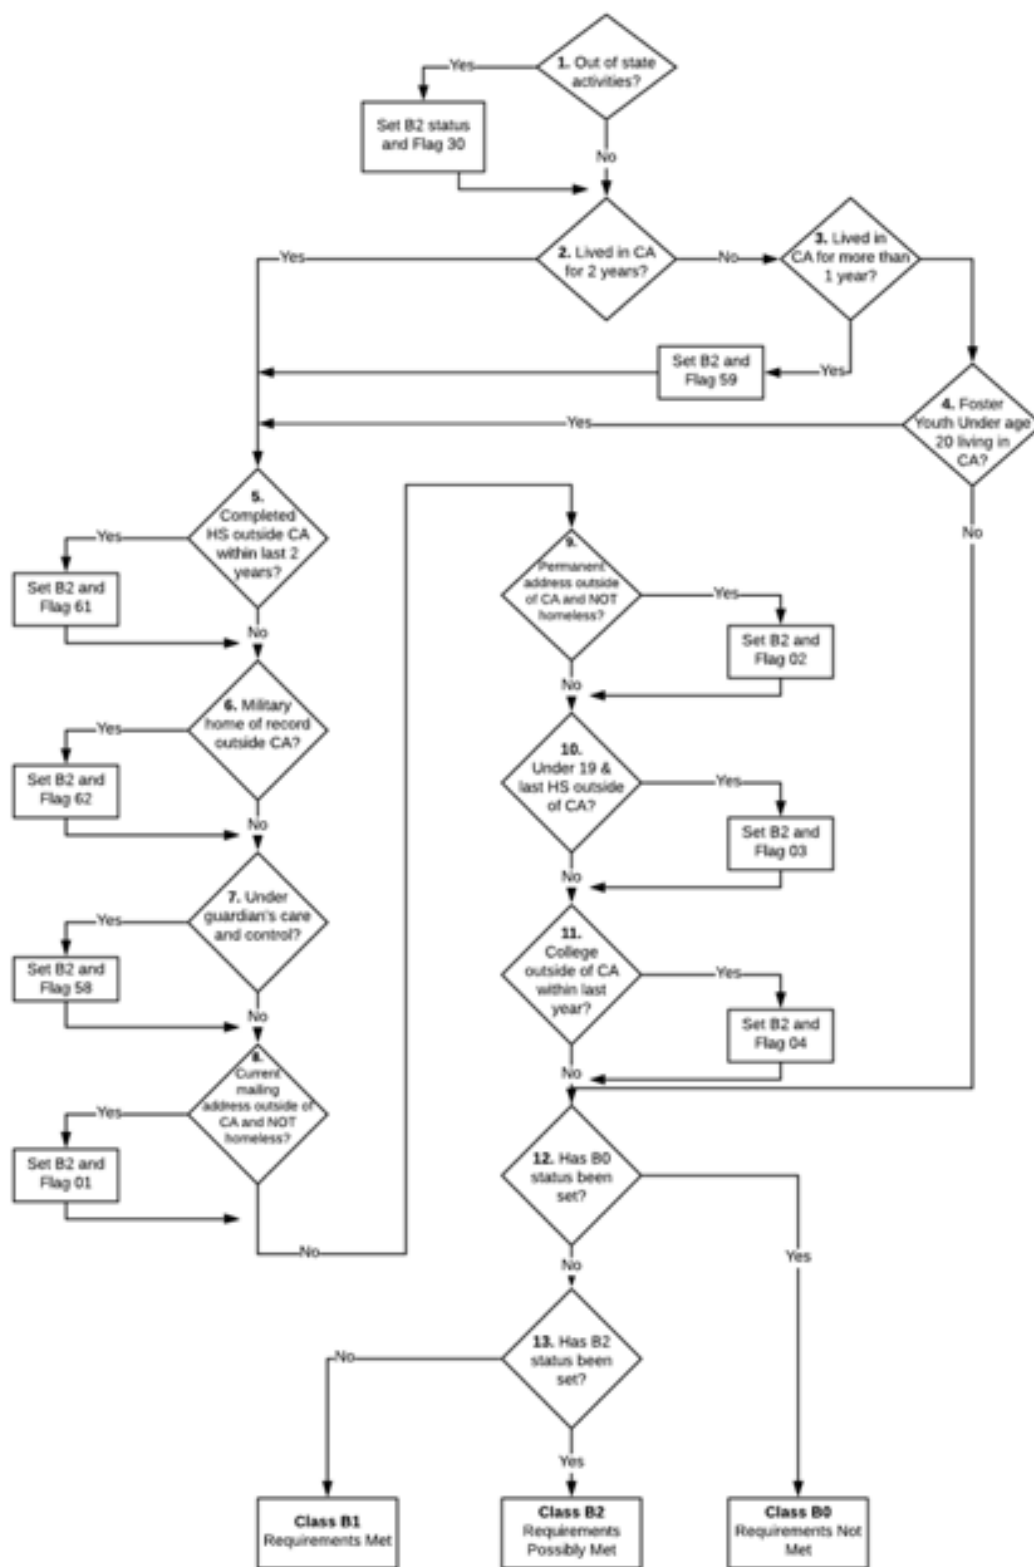 1. Out of state
activities?
Yes
Set B2 status
and Flag 30
No
2. Lived in CA
for 2 years?
Yes
No
3. Lived in
CA for more than
1 year?
Yes
Set B2 and
Flag 59
4. Foster
Youth Under age
20 living in
CA?
Yes
No
5.
Completed
HS outside CA
within last 2
years?
Yes
Set B2 and
Flag 61
No
6. Military
home of record
outside CA?
Yes
Set B2 and
Flag 62
No
7. Under
guardian's care
and control?
Yes
Set B2 and
Flag 58
No
8.
Current
mailing
address outside of
CA and NOT
homeless?
Yes
Set B2 and
Flag 01
No
9.
Permanent
address outside
of CA and NOT
homeless?
Yes
Set B2 and
Flag 02
No
10.
Under 19 &
last HS outside
of CA?
Yes
Set B2 and
Flag 03
No
11.
College
outside of CA
within last
year?
Yes
Set B2 and
Flag 04
No
12. Has B0
status been
set?
Yes
No
13. Has B2
status been
set?
No
Yes
Class B1
Requirements Met
Class B2
Requirements
Possibly Met
Class B0
Requirements Not
Met